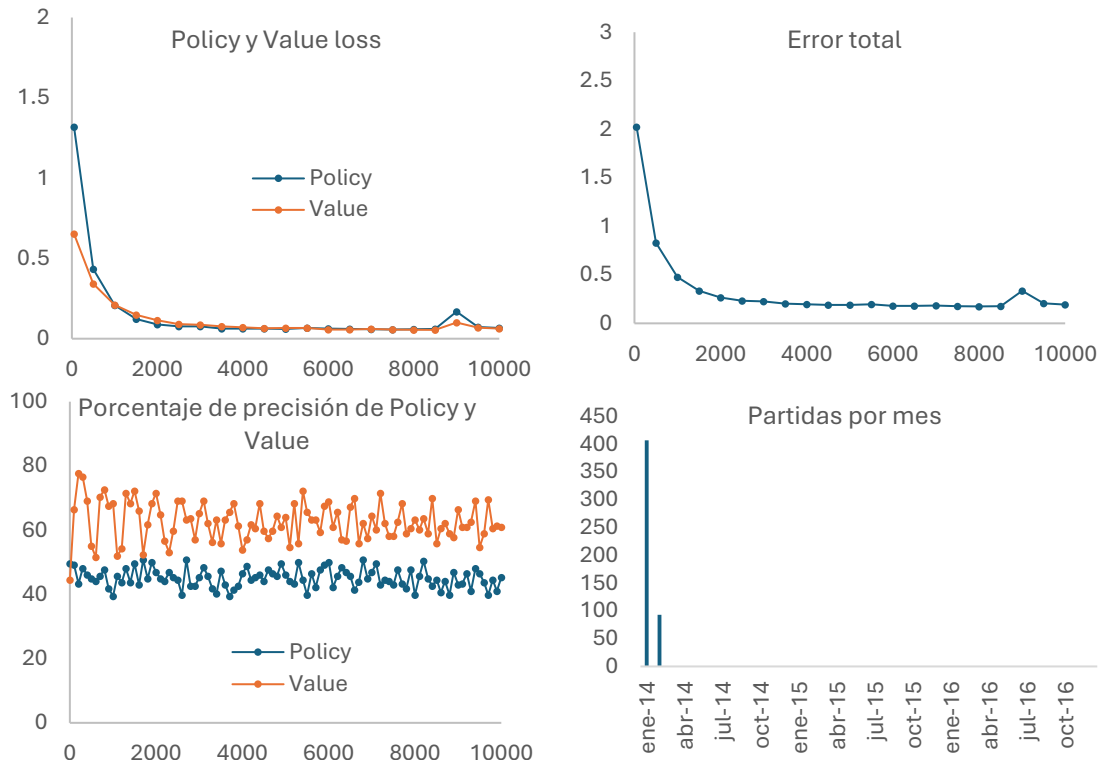 Policy y Value loss
2
1.5
1
0.5
0
Policy
Value
0 2000 4000 6000 8000 10000
Error total
3
2.5
2
1.5
1
0.5
0
0 2000 4000 6000 8000 10000
Porcentaje de precisión de Policy y
Value
100
80
60
40
20
0
Policy
Value
0 2000 4000 6000 8000 10000
Partidas por mes
450
400
350
300
250
200
150
100
50
0
ene-14
abr-14
jul-14
oct-14
ene-15
abr-15
jul-15
oct-15
ene-16
abr-16
jul-16
oct-16